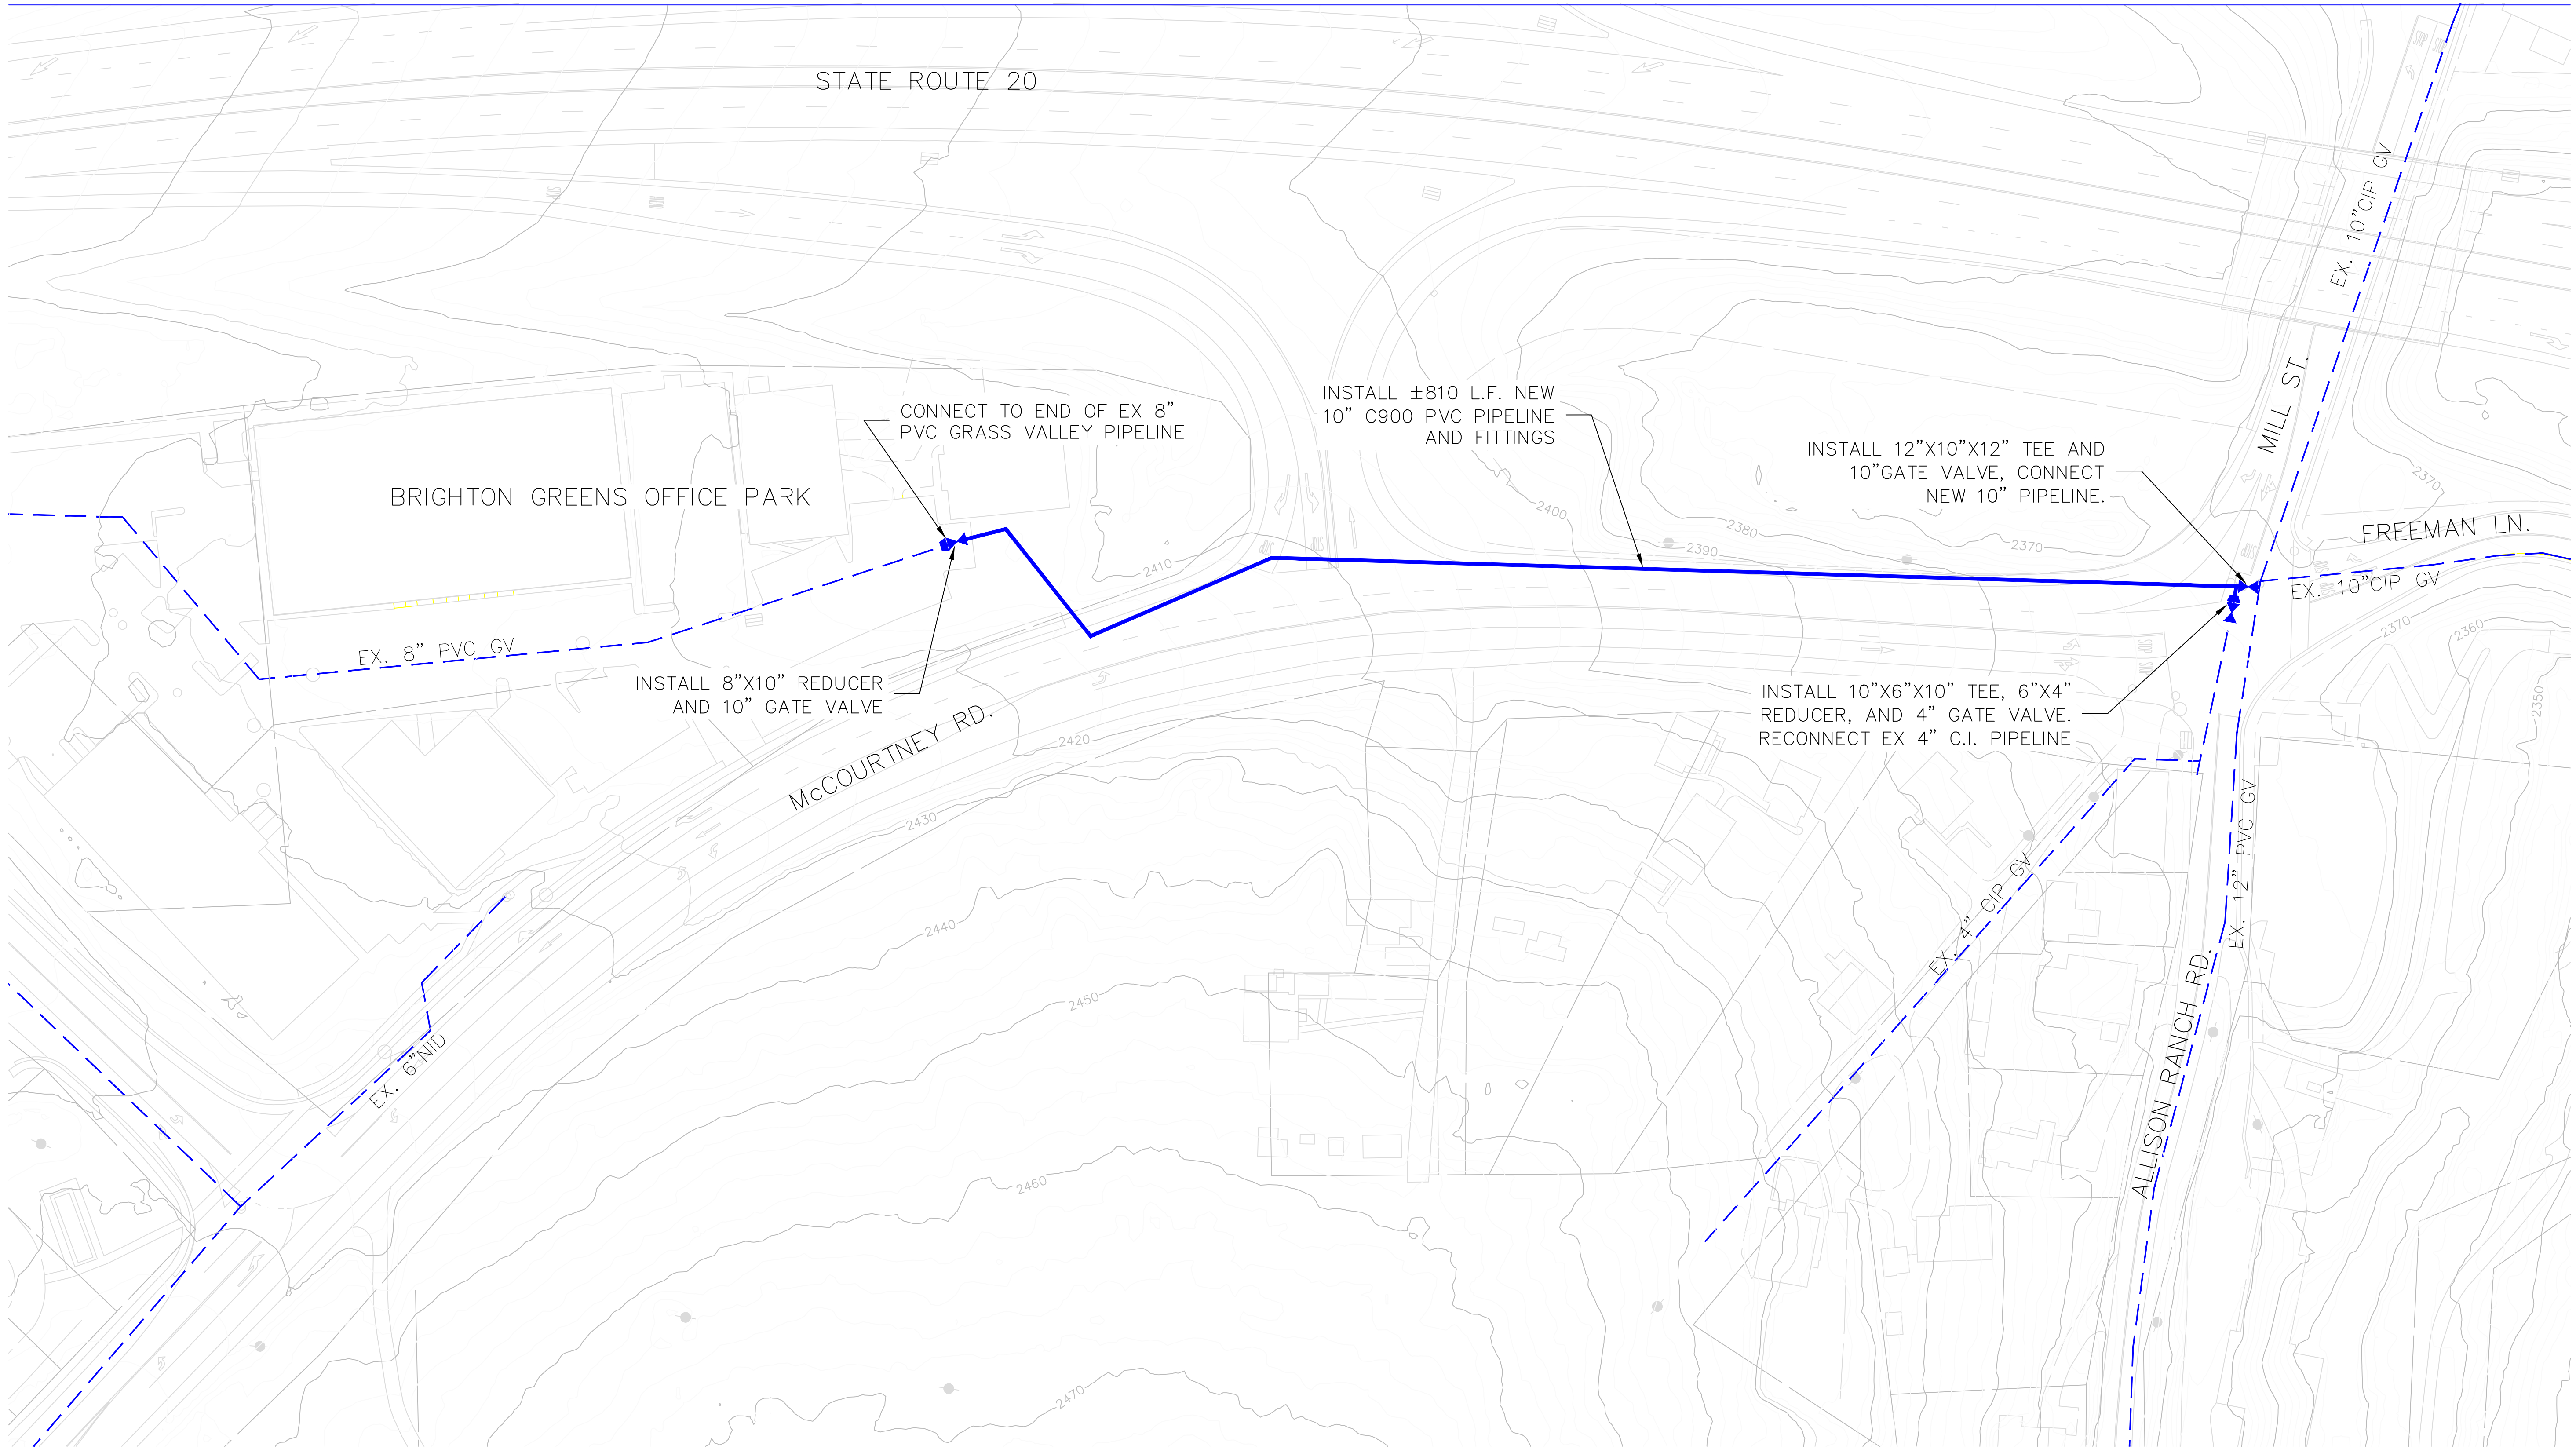 STATE ROUTE 20
EX. 10”CIP GV
MILL ST.
INSTALL ±810 L.F. NEW
10” C900 PVC PIPELINE
AND FITTINGS
CONNECT TO END OF EX 8”
PVC GRASS VALLEY PIPELINE
INSTALL 12”X10”X12” TEE AND
10”GATE VALVE, CONNECT
NEW 10” PIPELINE.
BRIGHTON GREENS OFFICE PARK
FREEMAN LN.
EX. 10”CIP GV
2370
2400
2380
2390
2370
2410
2370
2360
2350
EX. 8” PVC GV
INSTALL 8”X10” REDUCER
AND 10” GATE VALVE
INSTALL 10”X6”X10” TEE, 6”X4”
REDUCER, AND 4” GATE VALVE.
RECONNECT EX 4” C.I. PIPELINE
McCOURTNEY RD.
2420
2430
2440
2450
2460
2470
EX. 4” CIP GV
EX. 12” PVC GV
ALLISON RANCH RD.
EX. 6”NID
STOP
STOP
STOP
STOP